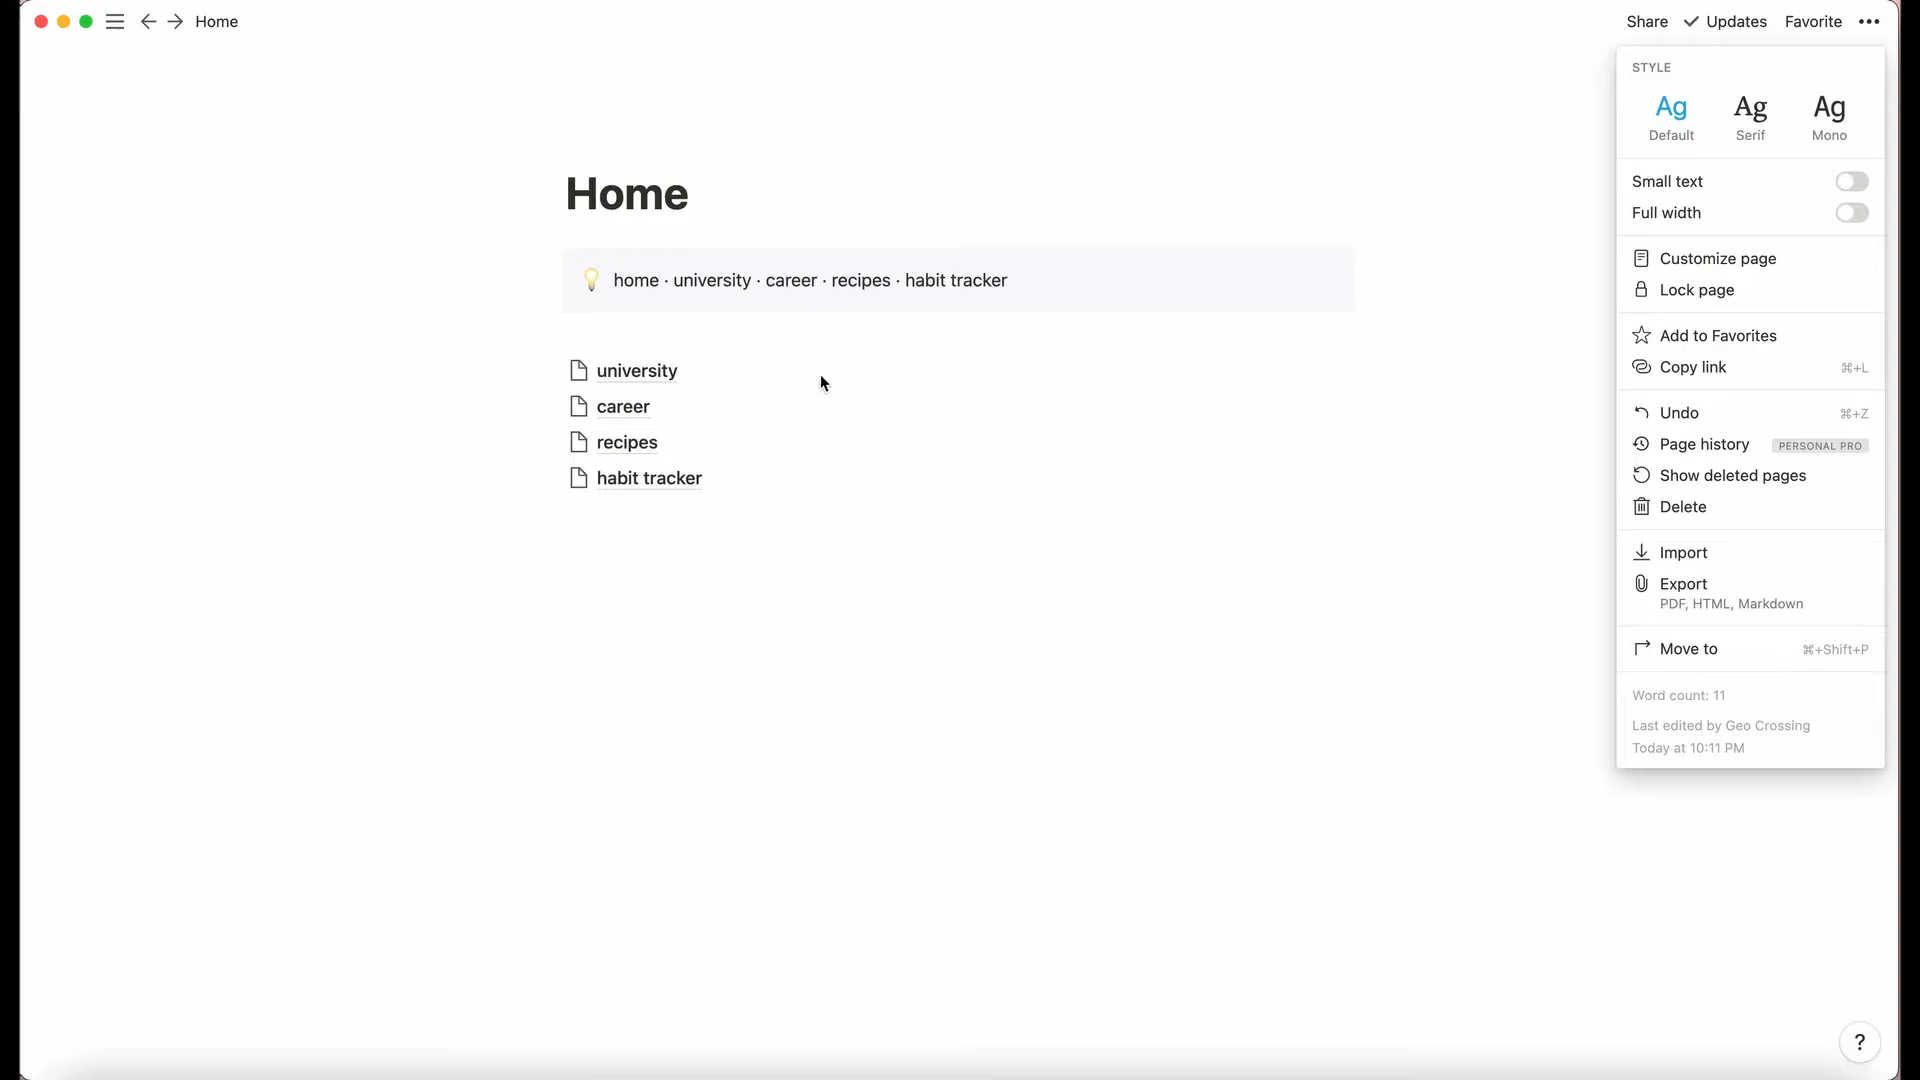 Home
Share ✓ Updates Favorite •••
STYLE
Ag Ag Ag
Default Serif Mono
Small text
Full width
Customize page
Lock page
Add to Favorites
Copy link ⌘+L
Undo ⌘+Z
Page history PERSONAL PRO
Show deleted pages
Delete
Import
Export
PDF, HTML, Markdown
Move to ⌘+Shift+P
Word count: 11
Last edited by Geo Crossing
Today at 10:11 PM
Home
home · university · career · recipes · habit tracker
university
career
recipes
habit tracker
?